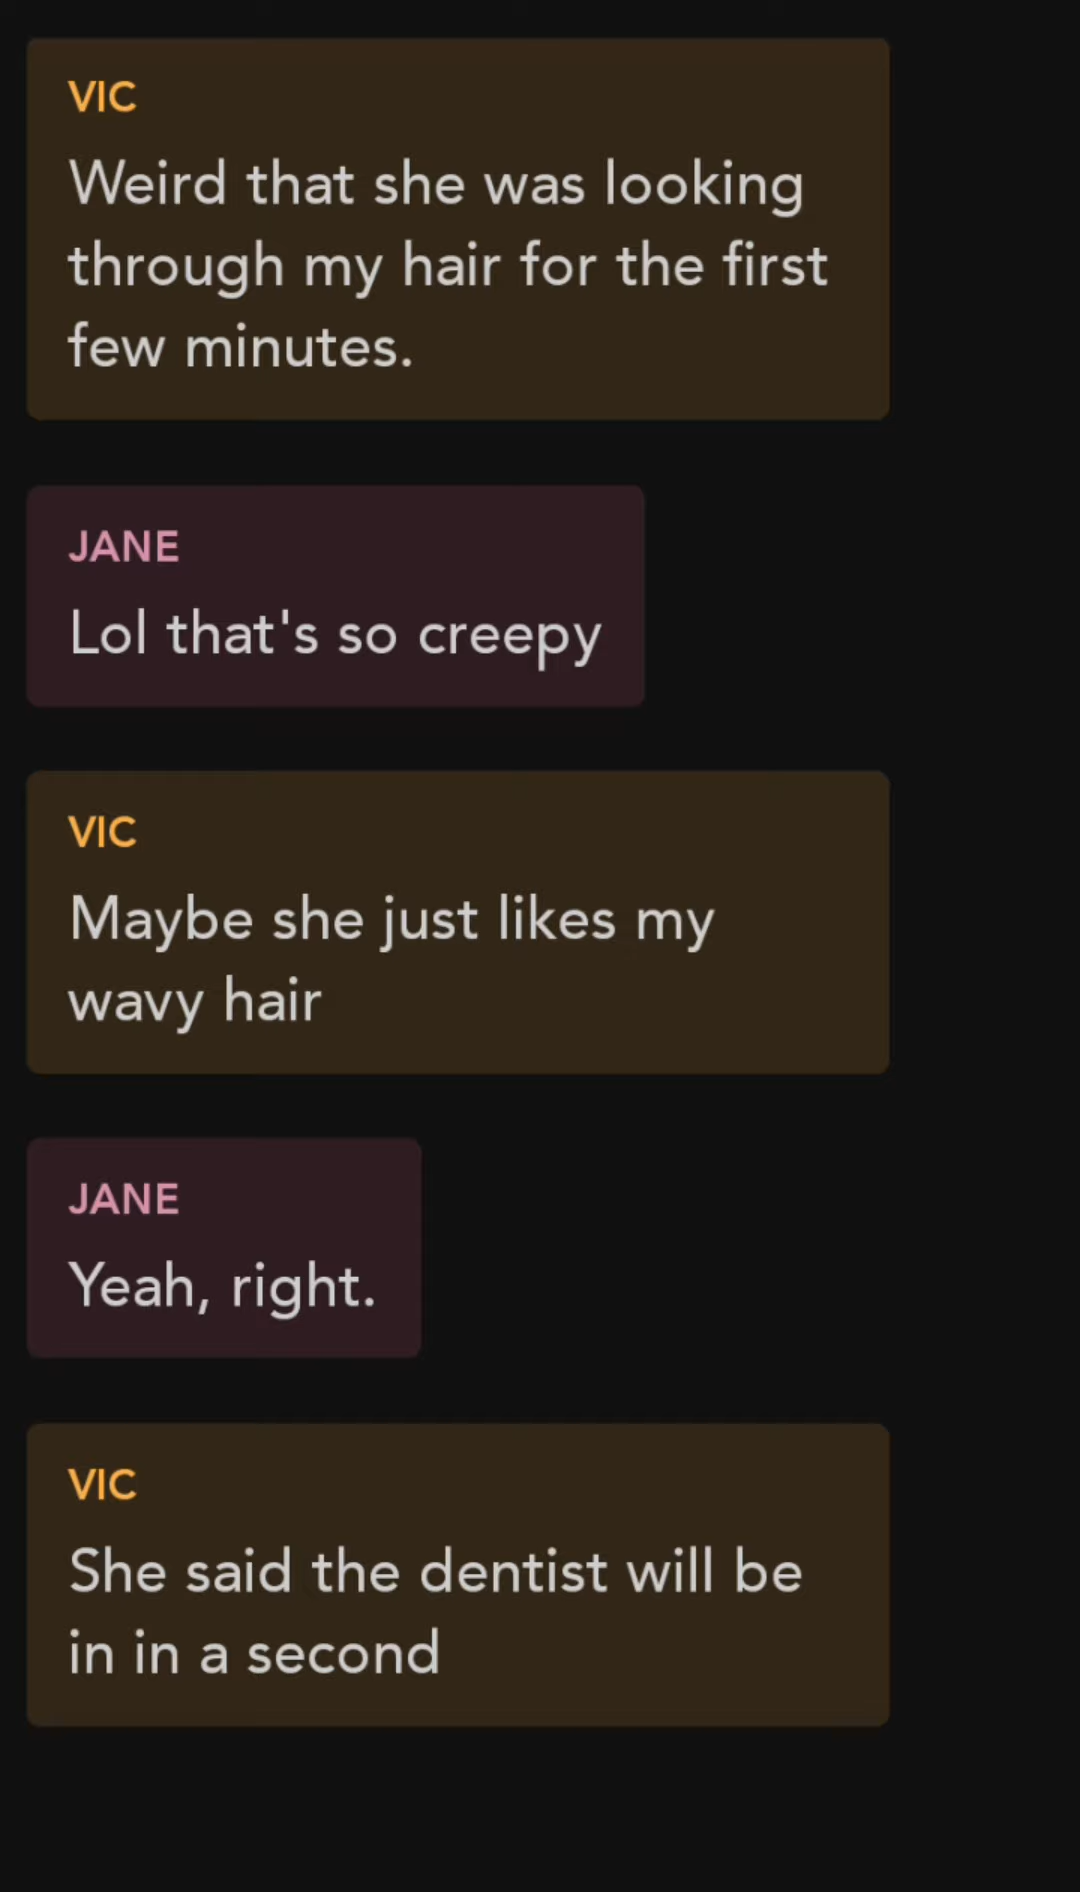 VIC
Weird that she was looking
through my hair for the first
few minutes.
JANE
Lol that's so creepy
VIC
Maybe she just likes my
wavy hair
JANE
Yeah, right.
VIC
She said the dentist will be
in in a second